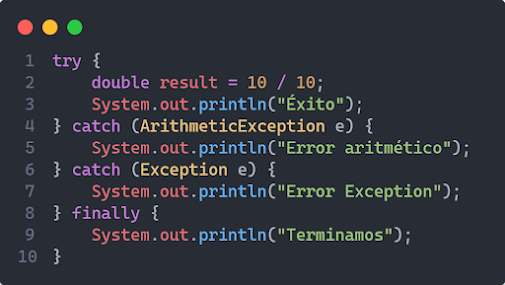 1 try {
2     double result = 10 / 10;
3     System.out.println("Éxito");
4 } catch (ArithmeticException e) {
5     System.out.println("Error aritmético");
6 } catch (Exception e) {
7     System.out.println("Error Exception");
8 } finally {
9     System.out.println("Terminamos");
10 }